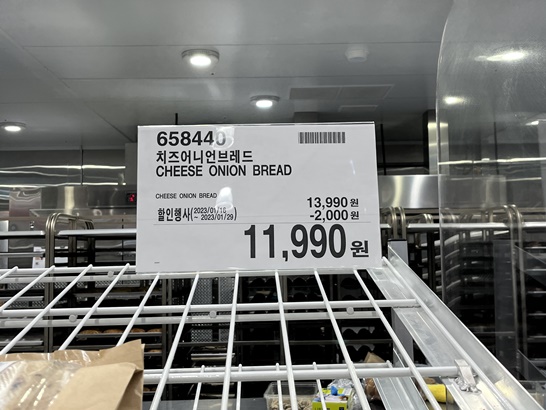 658440
치즈어니언브레드
CHEESE ONION BREAD
CHEESE ONION BREAD
13,990 원
할인행사(2023/01/16 ~ 2023/01/29) -2,000 원
11,990 원